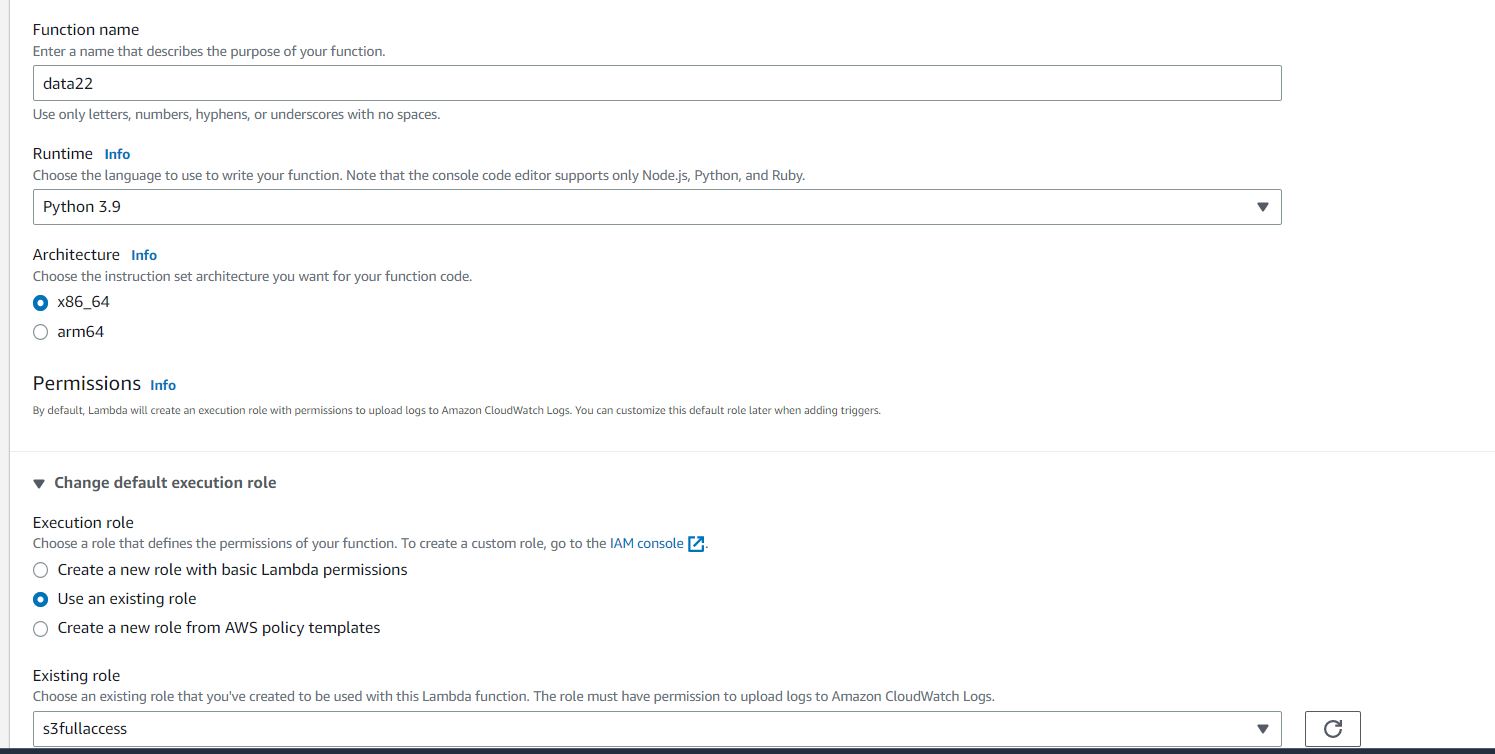 Function name
Enter a name that describes the purpose of your function.
data22
Use only letters, numbers, hyphens, or underscores with no spaces.
Runtime Info
Choose the language to use to write your function. Note that the console code editor supports only Node.js, Python, and Ruby.
Python 3.9
Architecture Info
Choose the instruction set architecture you want for your function code.
x86_64
arm64
Permissions Info
By default, Lambda will create an execution role with permissions to upload logs to Amazon CloudWatch Logs. You can customize this default role later when adding triggers.
Change default execution role
Execution role
Choose a role that defines the permissions of your function. To create a custom role, go to the IAM console.
Create a new role with basic Lambda permissions
Use an existing role
Create a new role from AWS policy templates
Existing role
Choose an existing role that you've created to be used with this Lambda function. The role must have permission to upload logs to Amazon CloudWatch Logs.
s3fullaccess